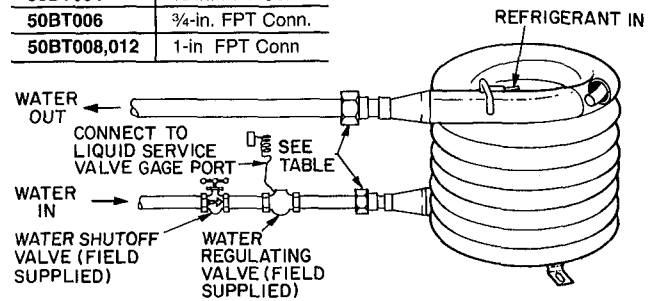 50BT006 ¾-in. FPT Conn.
50BT008,012 1-in FPT Conn
REFRIGERANT IN
WATER
OUT
CONNECT TO
LIQUID SERVICE
VALVE GAGE PORT
SEE
TABLE
WATER
IN
WATER SHUTOFF
VALVE (FIELD
SUPPLIED)
WATER
REGULATING
VALVE (FIELD
SUPPLIED)